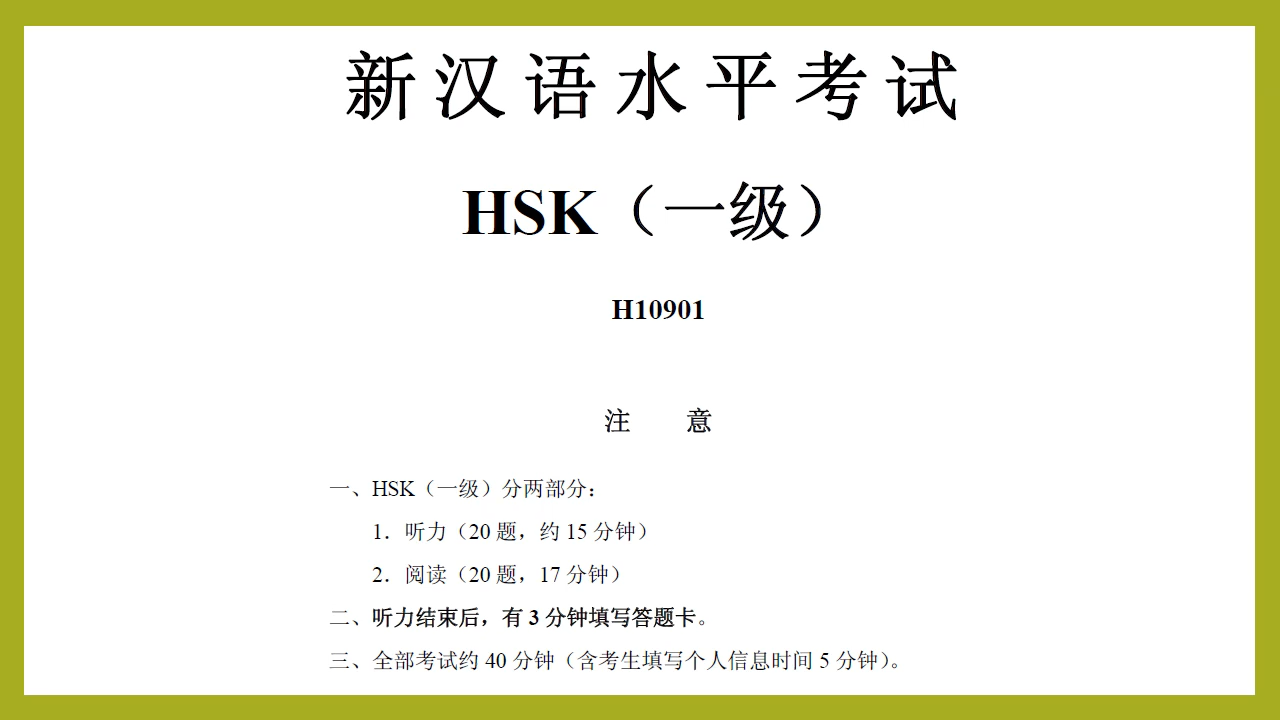 新汉语水平考试
HSK（一级）
H10901
注 意
一、HSK（一级）分两部分：
1．听力（20 题，约 15 分钟）
2．阅读（20 题，17 分钟）
二、听力结束后，有 3 分钟填写答题卡。
三、全部考试约 40 分钟（含考生填写个人信息时间 5 分钟）。